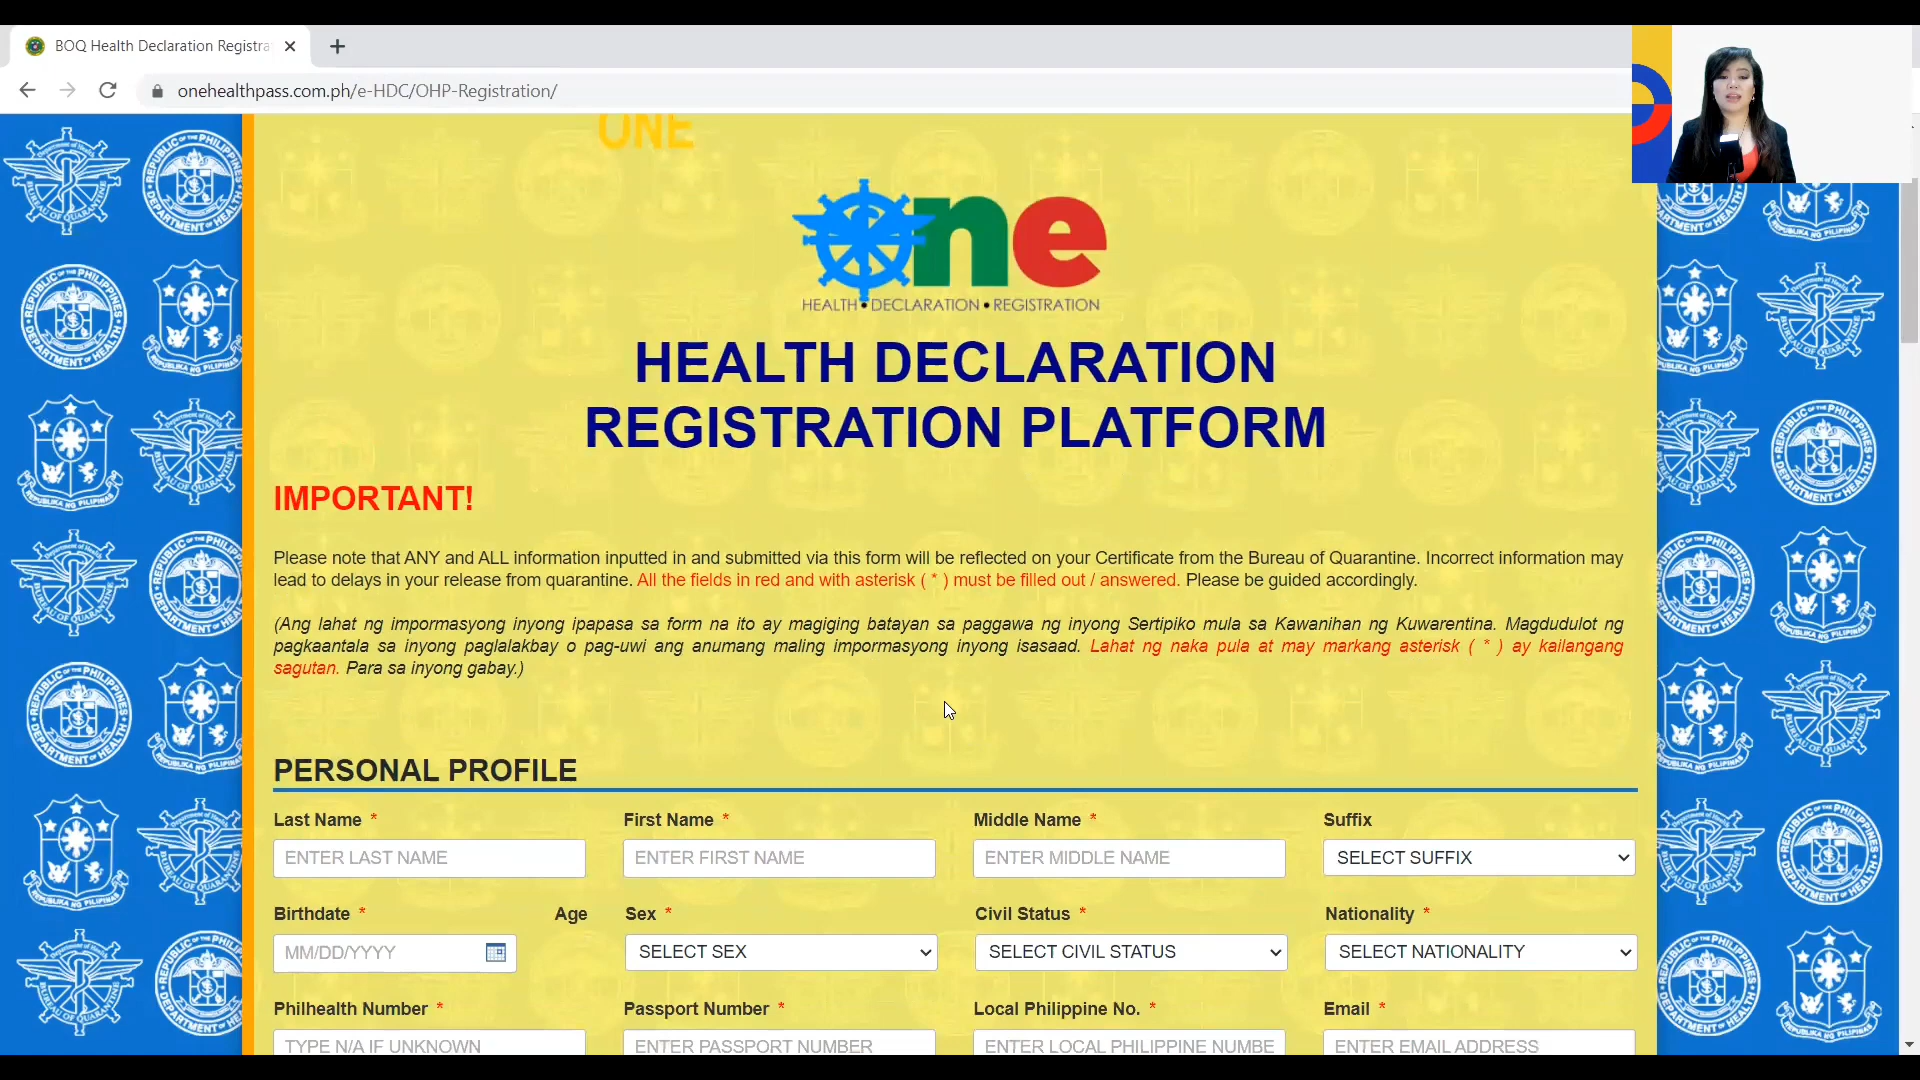 BOQ Health Declaration Registra
onehealthpass.com.ph/e-HDC/OHP-Registration/
ONE
ne
HEALTH • DECLARATION • REGISTRATION
HEALTH DECLARATION
REGISTRATION PLATFORM
IMPORTANT!
Please note that ANY and ALL information inputted in and submitted via this form will be reflected on your Certificate from the Bureau of Quarantine. Incorrect information may
lead to delays in your release from quarantine. All the fields in red and with asterisk ( * ) must be filled out / answered. Please be guided accordingly.
(Ang lahat ng impormasyong inyong ipapasa sa form na ito ay magiging batayan sa paggawa ng inyong Sertipiko mula sa Kawanihan ng Kuwarentina. Magdudulot ng
pagkaantala sa inyong paglalakbay o pag-uwi ang anumang maling impormasyong inyong isasaad. Lahat ng naka pula at may markang asterisk ( * ) ay kailangang
sagutan. Para sa inyong gabay.)
PERSONAL PROFILE
Last Name * First Name * Middle Name * Suffix
ENTER LAST NAME ENTER FIRST NAME ENTER MIDDLE NAME SELECT SUFFIX
Birthdate * Age Sex * Civil Status * Nationality *
MM/DD/YYYY SELECT SEX SELECT CIVIL STATUS SELECT NATIONALITY
Philhealth Number * Passport Number * Local Philippine No. * Email *
TYPE N/A IF UNKNOWN ENTER PASSPORT NUMBER ENTER LOCAL PHILIPPINE NUMBE ENTER EMAIL ADDRESS